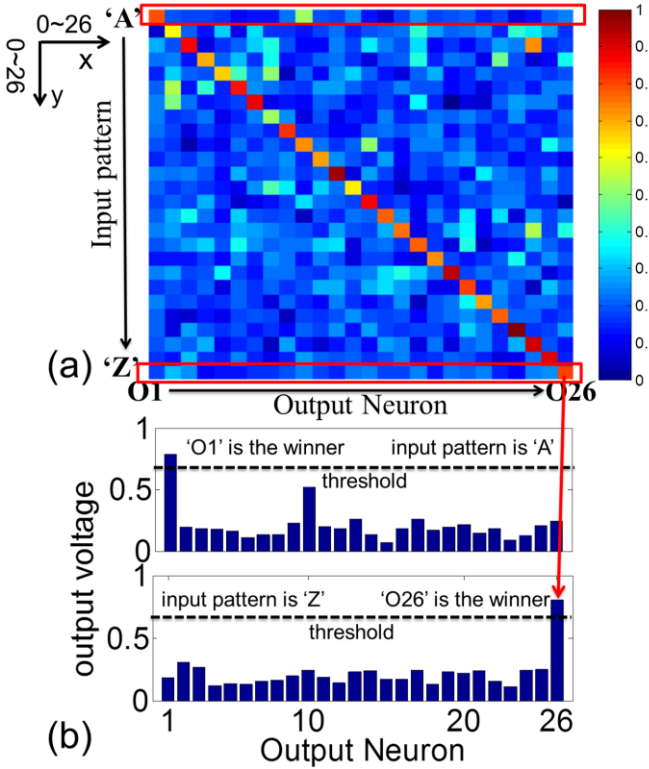 ‘A’
1
0~26
x
0~26
y
Input pattern
0.
0.
0.
0.
0.
0.
0.
0.
0.
0
(a)
‘Z’
O1
O26
Output Neuron
1
‘O1’ is the winner
input pattern is ‘A’
threshold
0.5
0
output voltage
1
input pattern is ‘Z’
‘O26’ is the winner
threshold
0.5
0
1
10
20
26
(b)
Output Neuron